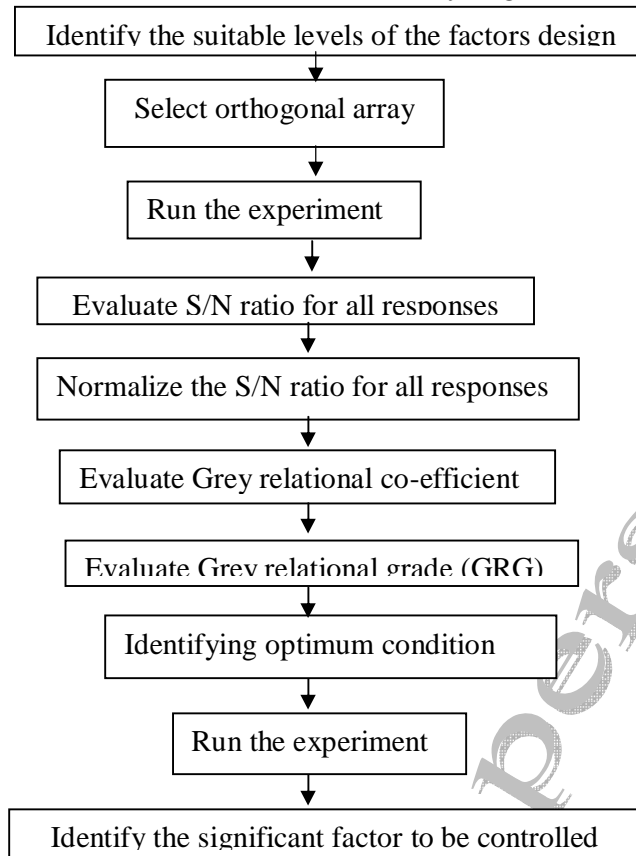 Identify the suitable levels of the factors design
Select orthogonal array
Run the experiment
Evaluate S/N ratio for all responses
Normalize the S/N ratio for all responses
Evaluate Grey relational co-efficient
Evaluate Grey relational grade (GRG)
Identifying optimum condition
Run the experiment
Identify the significant factor to be controlled